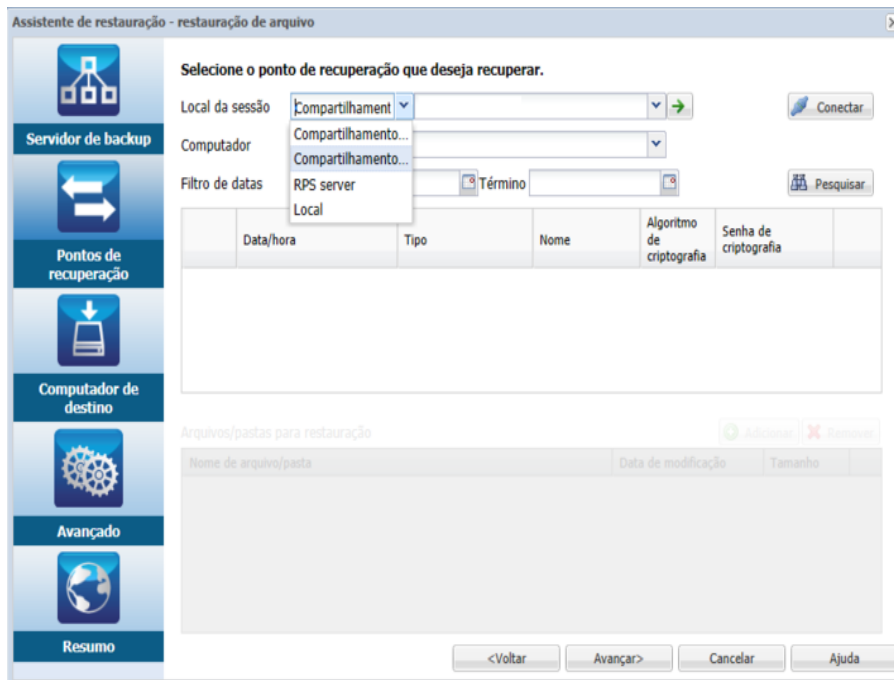 Assistente de restauração - restauração de arquivo
Servidor de backup
Pontos de
recuperação
Computador de
destino
Avançado
Resumo
Selecione o ponto de recuperação que deseja recuperar.
Local da sessão
Compartilhament
Conectar
Compartilhamento...
Compartilhamento...
RPS server
Local
Computador
Filtro de datas
Término
Pesquisar
Data/hora
Tipo
Nome
Algoritmo
de
criptografia
Senha de
criptografia
Arquivos/pastas para restauração
Adicionar
Remover
Nome de arquivo/pasta
Data de modificação
Tamanho
<Voltar
Avançar>
Cancelar
Ajuda